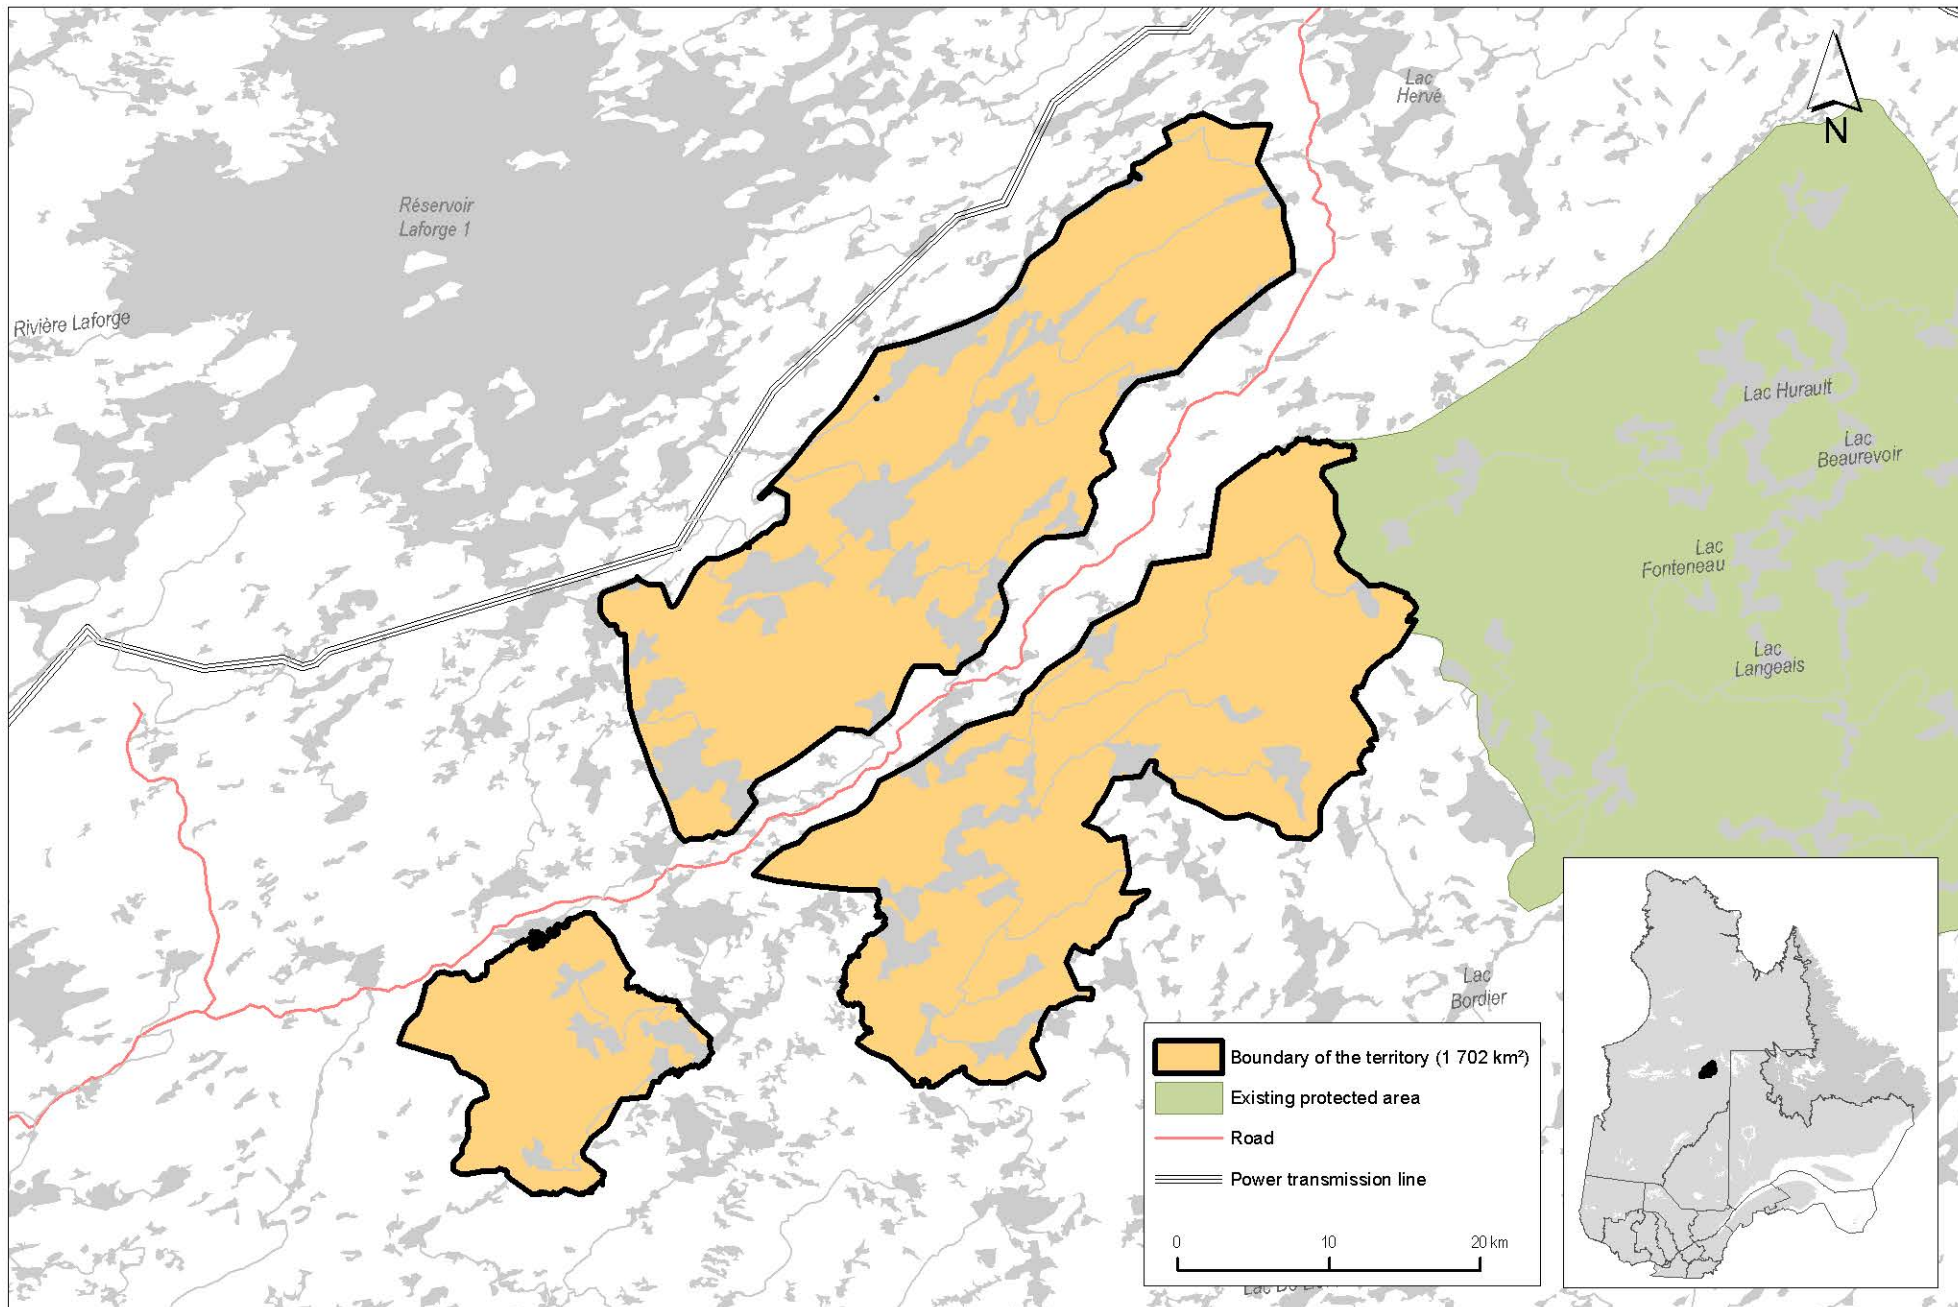 Lac
Hervé
N
Réservoir
Laforge 1
Rivière Laforge
Lac Hurault
Lac
Beaurevoir
Lac
Fonteneau
Lac
Langeais
Lac
Bordier
Boundary of the territory (1 702 km²)
Existing protected area
Road
Power transmission line
0 10 20 km